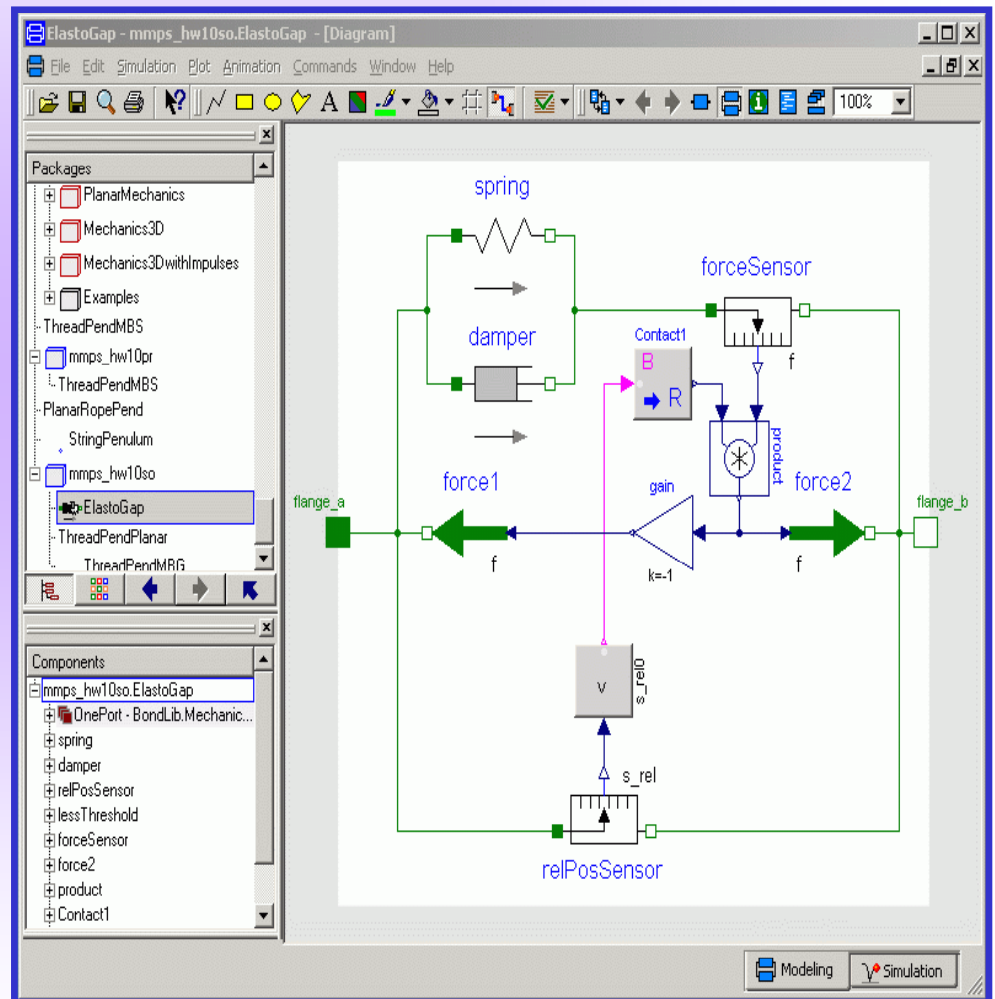 ElastoGap - mmps_hw10so.ElastoGap - [Diagram]
File Edit Simulation Plot Animation Commands Window Help
A 100%
Packages
PlanarMechanics
Mechanics3D
Mechanics3DwithImpulses
Examples
ThreadPendMBS
mmps_hw10pr
ThreadPendMBS
PlanarRopePend
StringPenulum
mmps_hw10so
ElastoGap
ThreadPendPlanar
ThreadPendMBG
Components
mmps_hw10so.ElastoGap
OnePort - BondLib.Mechanic...
spring
damper
relPosSensor
lessThreshold
forceSensor
force2
product
Contact1
spring
forceSensor
f
damper
Contact1
B
R
product
force1
gain
force2
flange_a
flange_b
f
k=-1
f
v
s_rel0
s_rel
relPosSensor
Modeling
Simulation